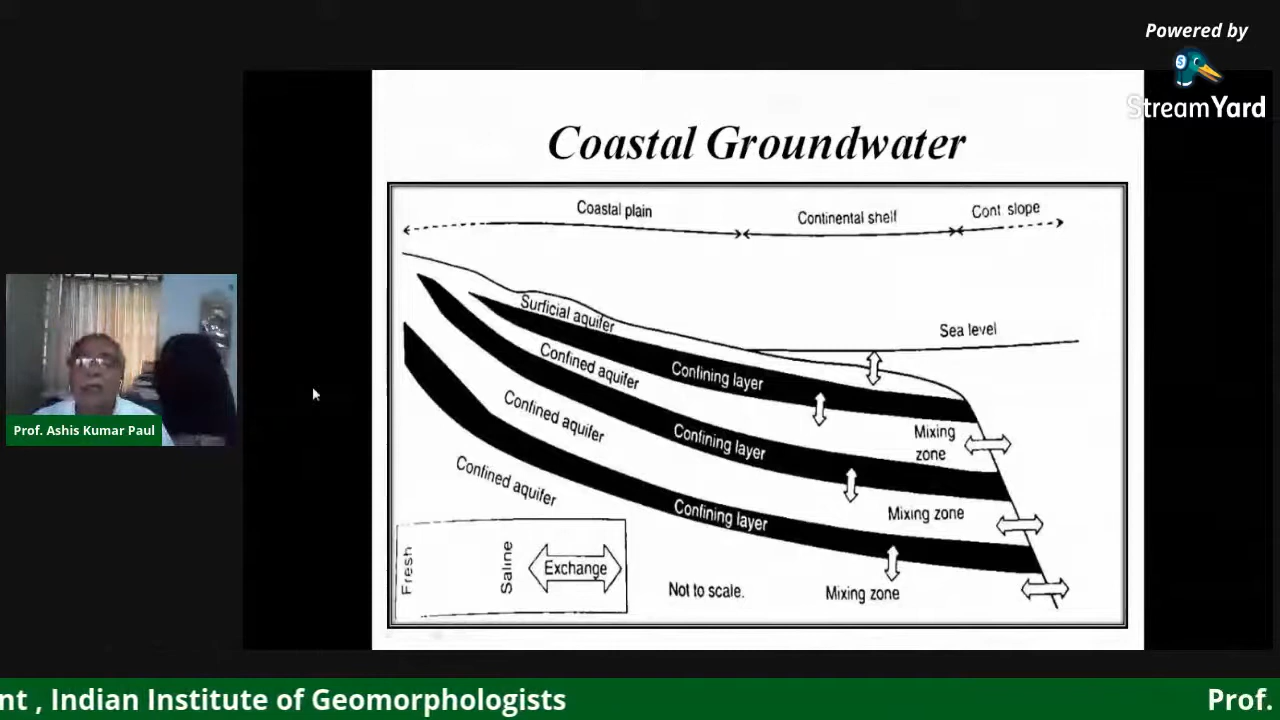 Powered by
StreamYard
Coastal Groundwater
Coastal plain
Continental shelf
Cont. slope
Surficial aquifer
Sea level
Confined aquifer
Confining layer
Confined aquifer
Confining layer
Mixing
zone
Confined aquifer
Confining layer
Mixing zone
Fresh
Saline
Exchange
Not to scale.
Mixing zone
S
Prof. Ashis Kumar Paul
nt , Indian Institute of Geomorphologists
Prof.